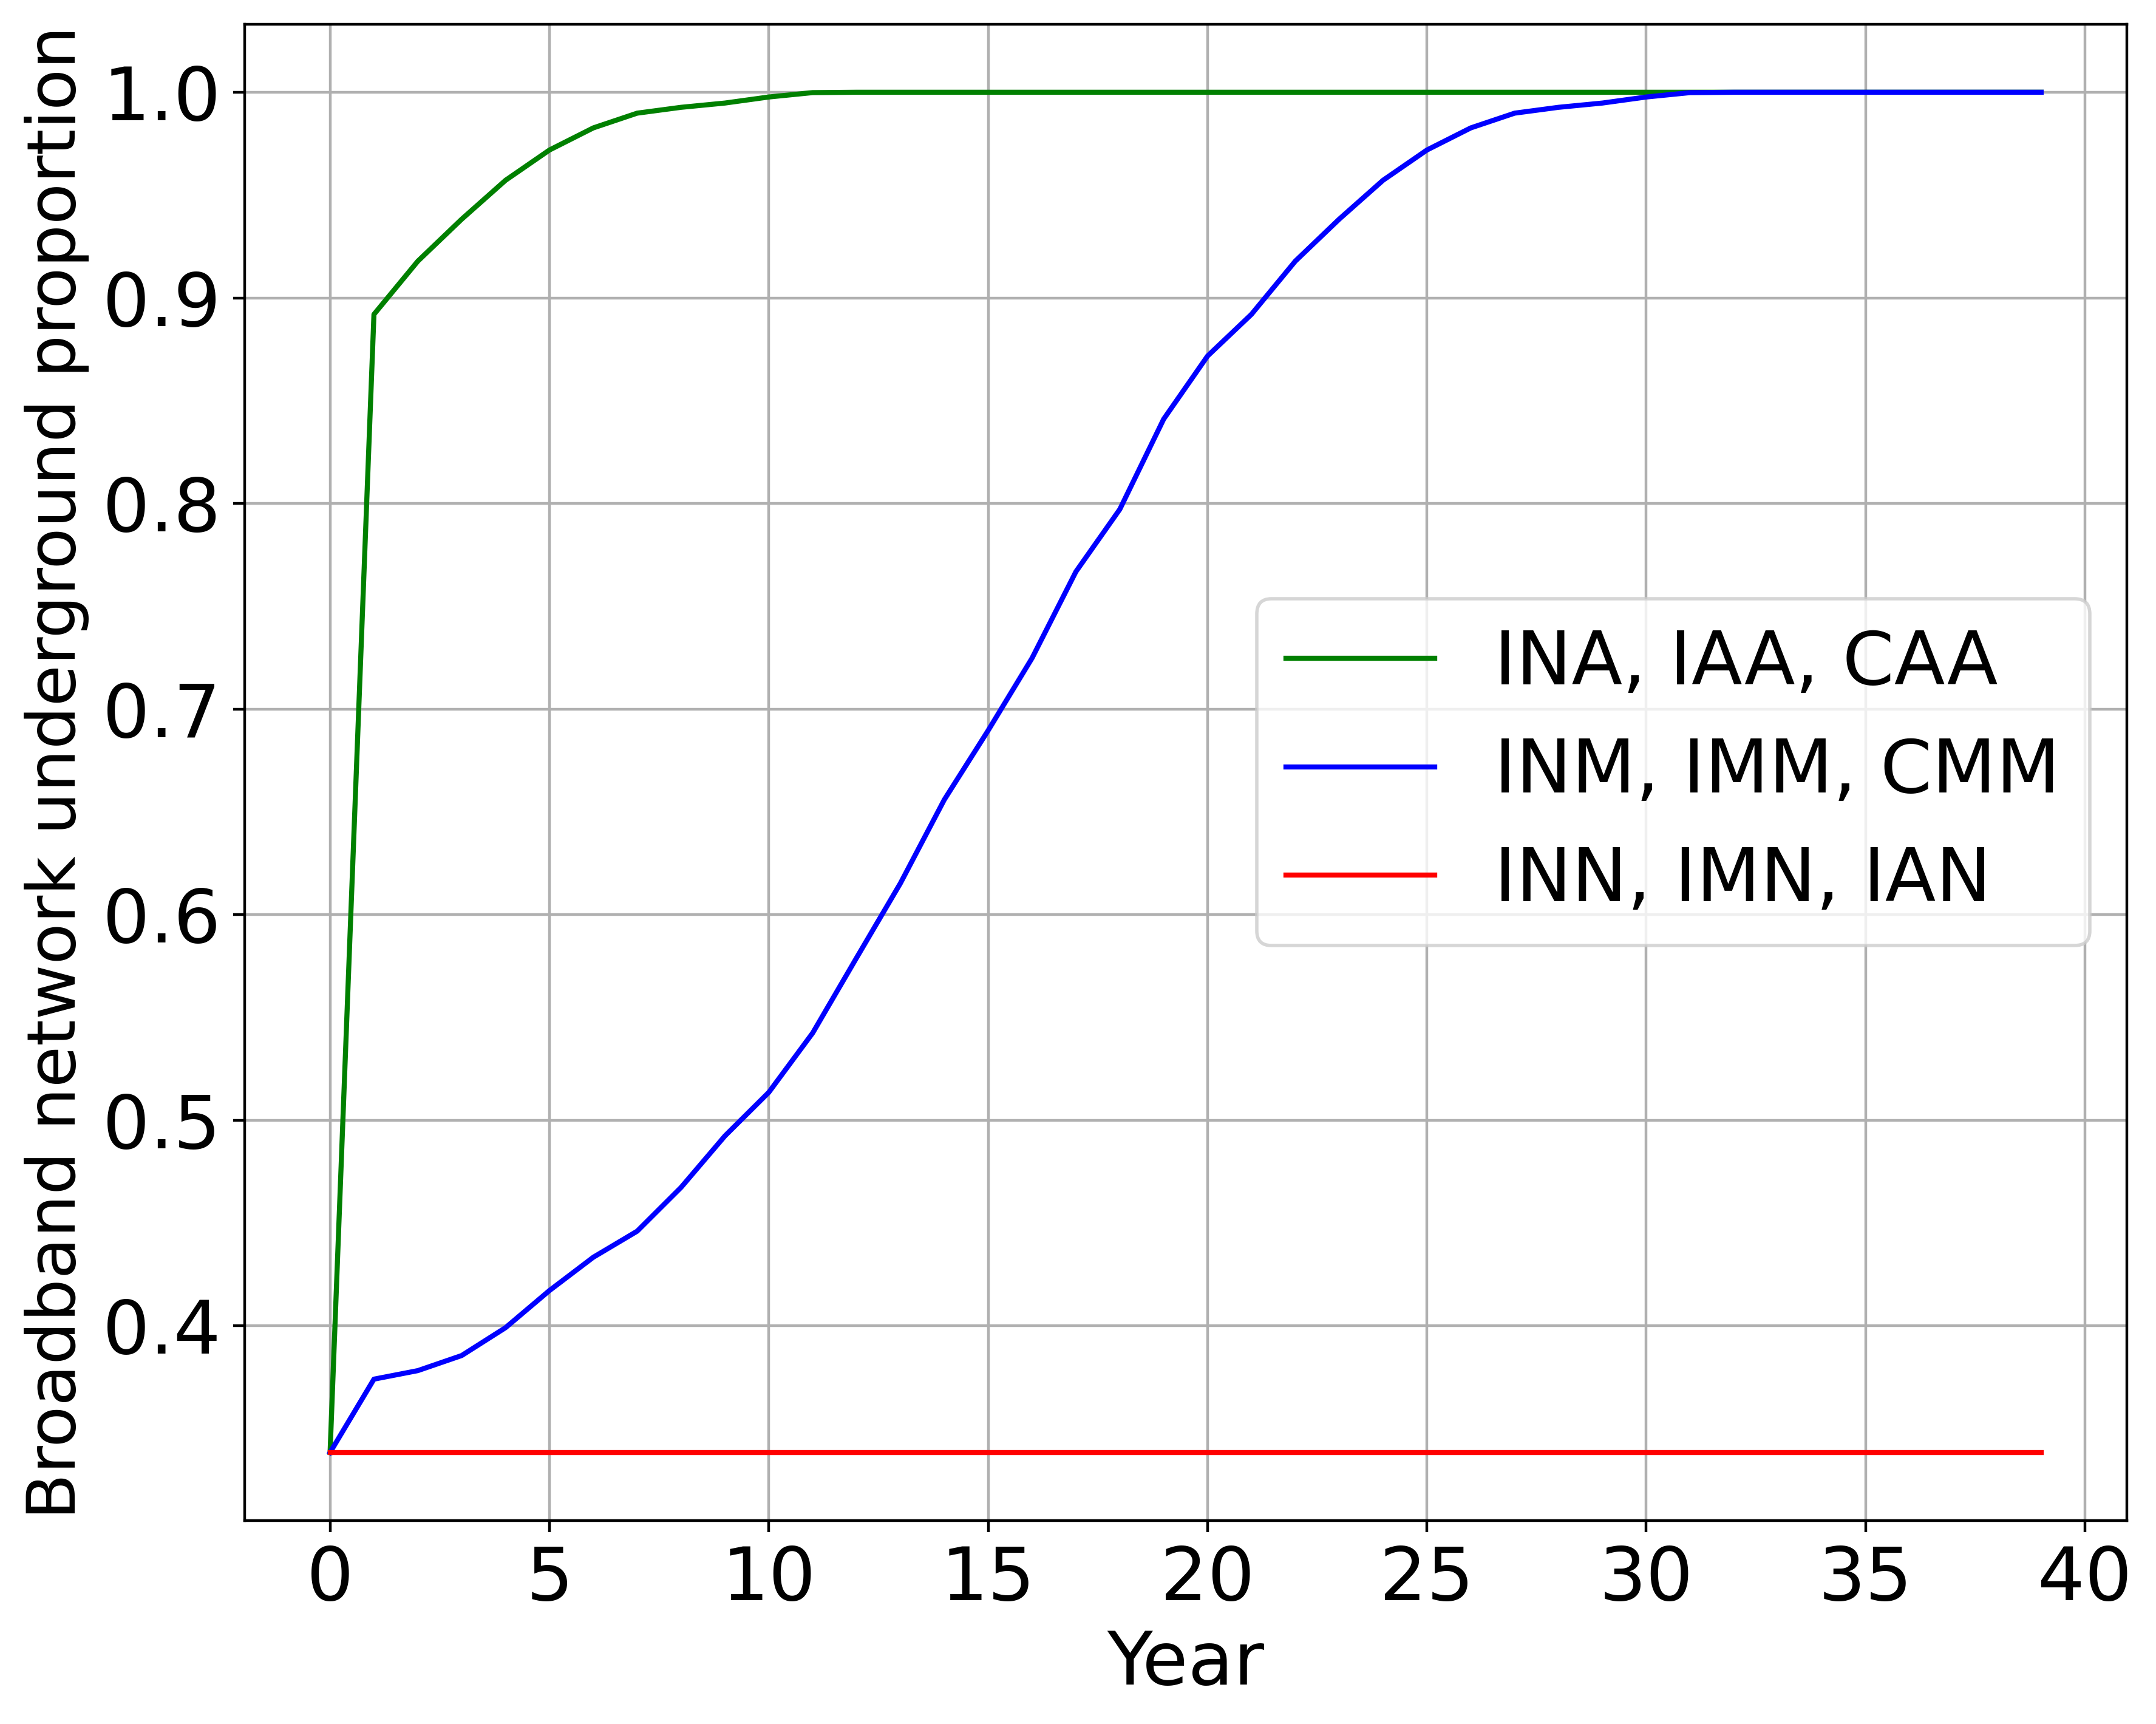 Broadband network underground proportion
1.0
0.9
0.8
0.7
0.6
0.5
0.4
INA, IAA, CAA
INM, IMM, CMM
INN, IMN, IAN
0 5 10 15 20 25 30 35 40
Year